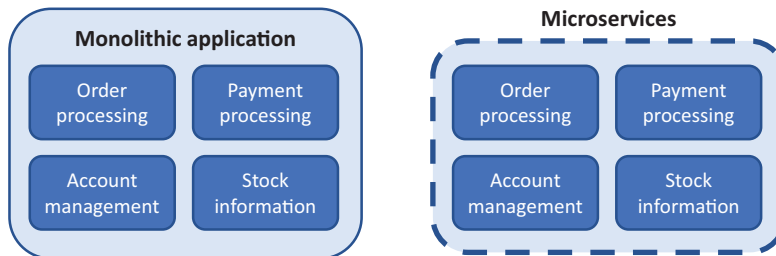 Monolithic application
Order
processing
Payment
processing
Account
management
Stock
information
Microservices
Order
processing
Payment
processing
Account
management
Stock
information